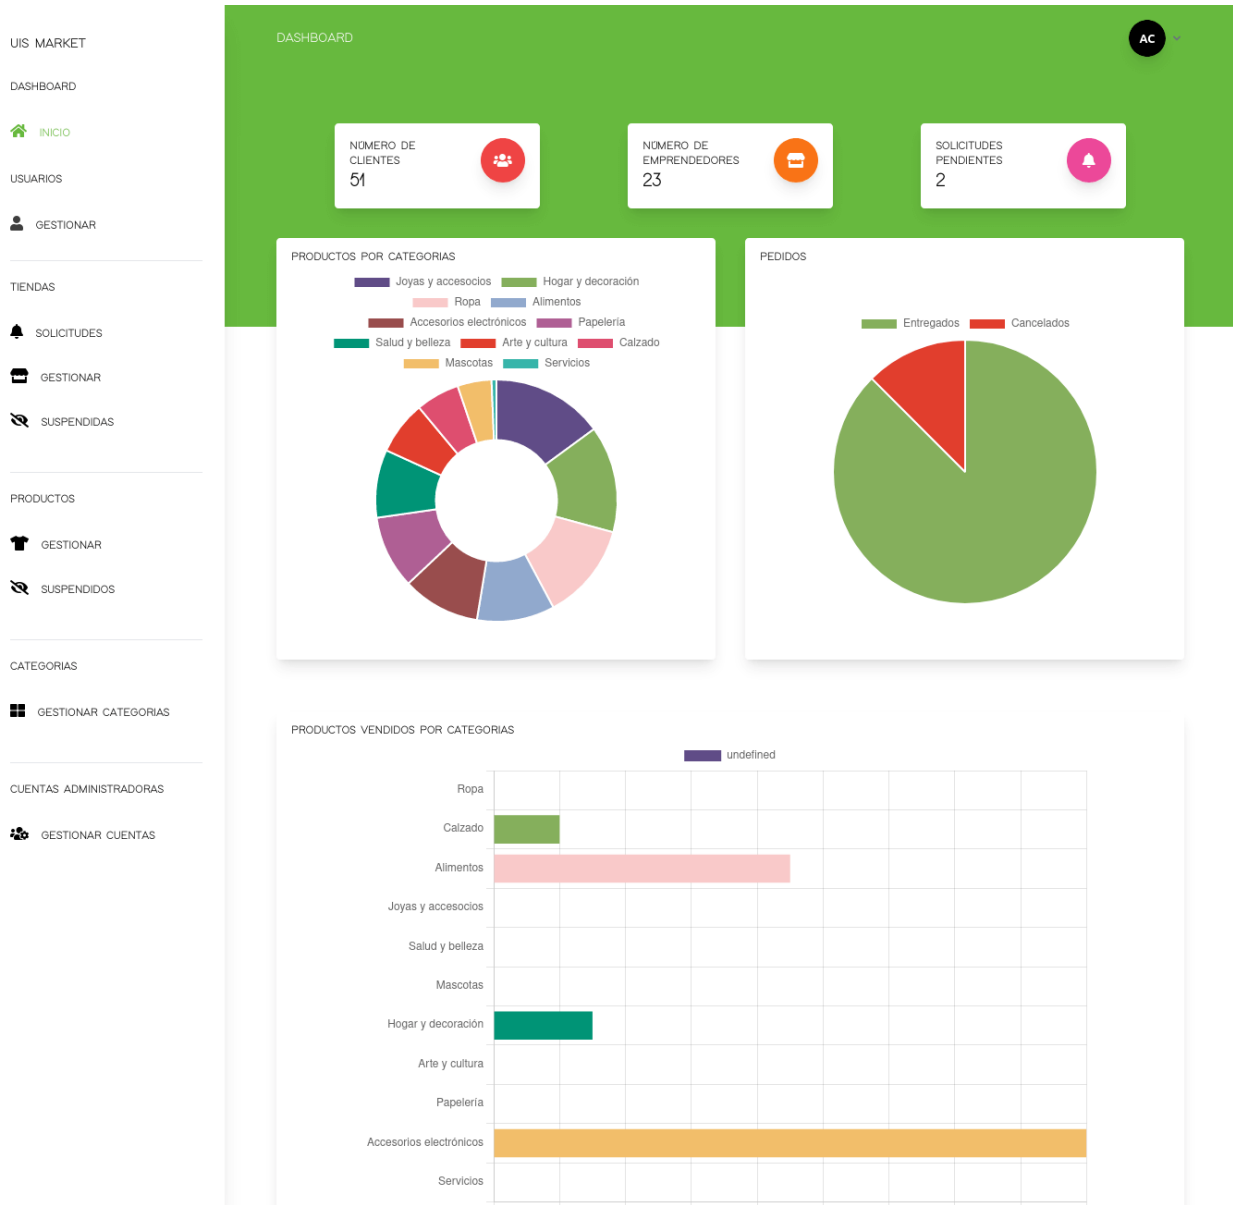 UIS MARKET
DASHBOARD
INICIO
USUARIOS
GESTIONAR
TIENDAS
SOLICITUDES
GESTIONAR
SUSPENDIDAS
PRODUCTOS
GESTIONAR
SUSPENDIDOS
CATEGORIAS
GESTIONAR CATEGORIAS
CUENTAS ADMINISTRADORAS
GESTIONAR CUENTAS
DASHBOARD
AC
NÚMERO DE
CLIENTES
51
NÚMERO DE
EMPRENDEDORES
23
SOLICITUDES
PENDIENTES
2
PRODUCTOS POR CATEGORIAS
Joyas y accesocios Hogar y decoración
Ropa Alimentos
Accesorios electrónicos Papelería
Salud y belleza Arte y cultura Calzado
Mascotas Servicios
PEDIDOS
Entregados Cancelados
PRODUCTOS VENDIDOS POR CATEGORIAS
undefined
Ropa
Calzado
Alimentos
Joyas y accesocios
Salud y belleza
Mascotas
Hogar y decoración
Arte y cultura
Papelería
Accesorios electrónicos
Servicios